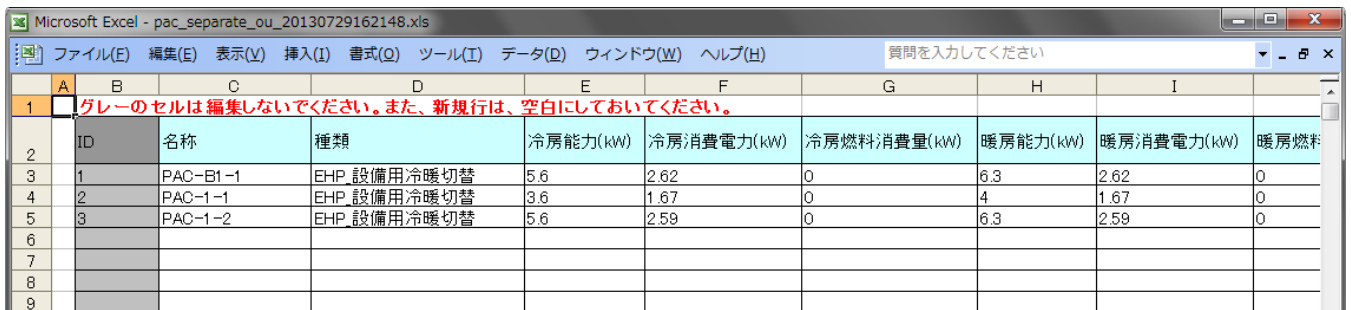 Microsoft Excel - pac_separate_ou_20130729162148.xls
ファイル(F) 編集(E) 表示(V) 挿入(I) 書式(O) ツール(T) データ(D) ウィンドウ(W) ヘルプ(H) 質問を入力してください
A B C D E F G H I
1 グレーのセルは編集しないでください。また、新規行は、空白にしておいてください。
2 ID 名称 種類 冷房能力(kW) 冷房消費電力(kW) 冷房燃料消費量(kW) 暖房能力(kW) 暖房消費電力(kW) 暖房燃料
3 1 PAC-B1-1 EHP_設備用冷暖切替 5.6 2.62 0 6.3 2.62 0
4 2 PAC-1-1 EHP_設備用冷暖切替 3.6 1.67 0 4 1.67 0
5 3 PAC-1-2 EHP_設備用冷暖切替 5.6 2.59 0 6.3 2.59 0
6
7
8
9